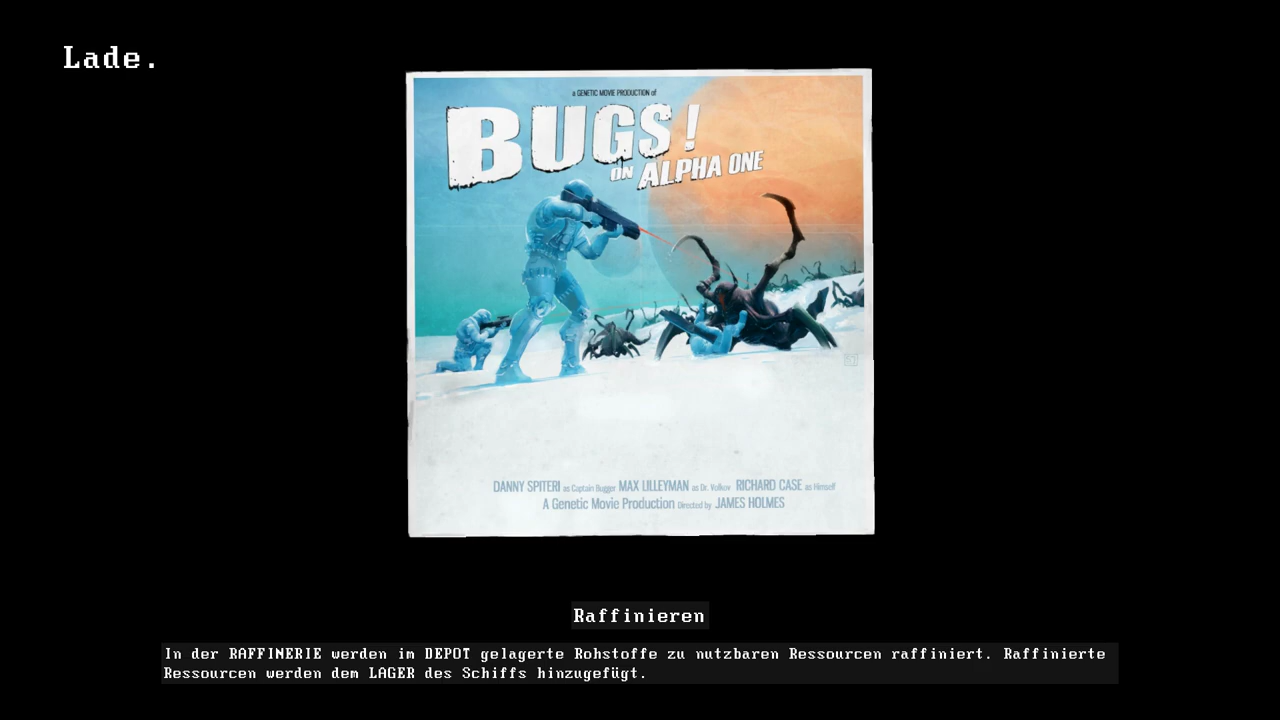 Lade.
a GENETIC MOVIE PRODUCTION of
BUGS!
ON ALPHA ONE
DANNY SPITERI as Captain Bugger MAX LILLEYMAN as Dr. Volkov RICHARD CASE as Himself
A Genetic Movie Production Directed by JAMES HOLMES
Raffinieren
In der RAFFINERIE werden im DEPOT gelagerte Rohstoffe zu nutzbaren Ressourcen raffiniert. Raffinierte
Ressourcen werden dem LAGER des Schiffs hinzugefügt.